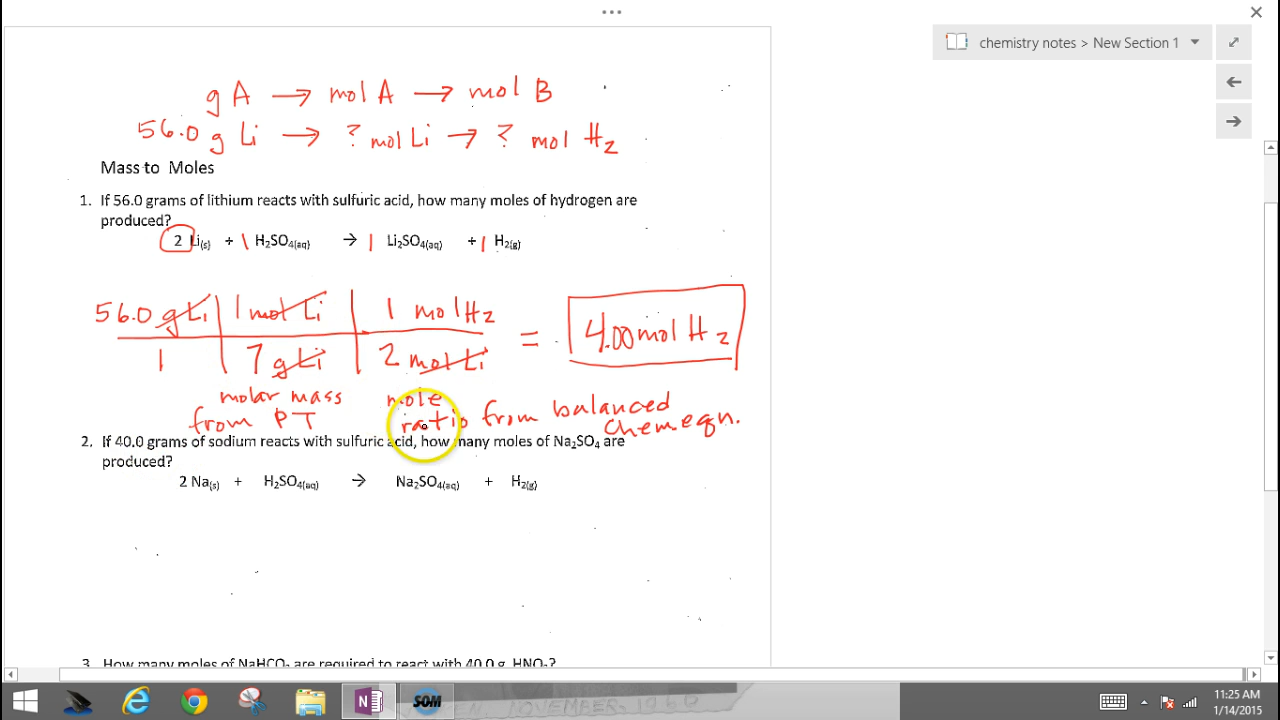 chemistry notes > New Section 1
g A → mol A → mol B
56.0 g Li → ? mol Li → ? mol H₂
Mass to Moles
1. If 56.0 grams of lithium reacts with sulfuric acid, how many moles of hydrogen are
produced?
2 Li(s) + 1 H₂SO₄(aq) → 1 Li₂SO₄(aq) + 1 H₂(g)
56.0 g Li | 1 mol Li | 1 mol H₂
= 4.00 mol H₂
1 | 7 g Li | 2 mol Li
molar mass mole
from PT ratio from balanced
chem eqn.
2. If 40.0 grams of sodium reacts with sulfuric acid, how many moles of Na₂SO₄ are
produced?
2 Na(s) + H₂SO₄(aq) → Na₂SO₄(aq) + H₂(g)
3. How many moles of NaHCO₃ are required to react with 40.0 g HNO₃?
SOM
NOVEMBER, 1960
11:25 AM
1/14/2015